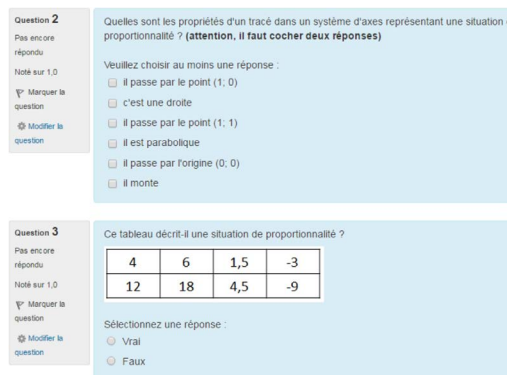 Question 2
Pas encore
répondu
Noté sur 1,0
Marquer la
question
Modifier la
question
Quelles sont les propriétés d'un tracé dans un système d'axes représentant une situation
proportionnalité ? (attention, il faut cocher deux réponses)
Veuillez choisir au moins une réponse :
il passe par le point (1; 0)
c'est une droite
il passe par le point (1; 1)
il est parabolique
il passe par l'origine (0; 0)
il monte
Question 3
Pas encore
répondu
Noté sur 1,0
Marquer la
question
Modifier la
question
Ce tableau décrit-il une situation de proportionnalité ?
4 6 1,5 -3
12 18 4,5 -9
Sélectionnez une réponse :
Vrai
Faux